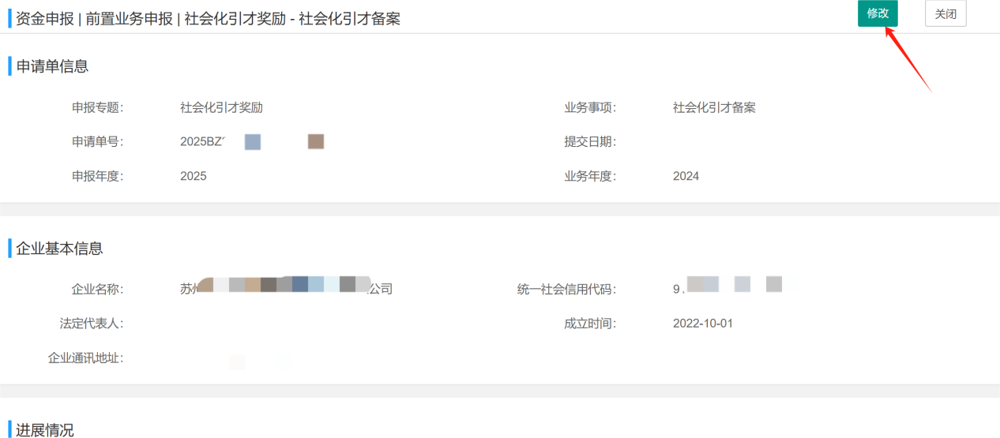 资金申报 | 前置业务申报 | 社会化引才奖励 - 社会化引才备案
修改
关闭
申请单信息
申报专题: 社会化引才奖励 业务事项: 社会化引才备案
申请单号: 2025BZ 提交日期:
申报年度: 2025 业务年度: 2024
企业基本信息
企业名称: 苏 公司 统一社会信用代码: 9
法定代表人: 成立时间: 2022-10-01
企业通讯地址:
进展情况